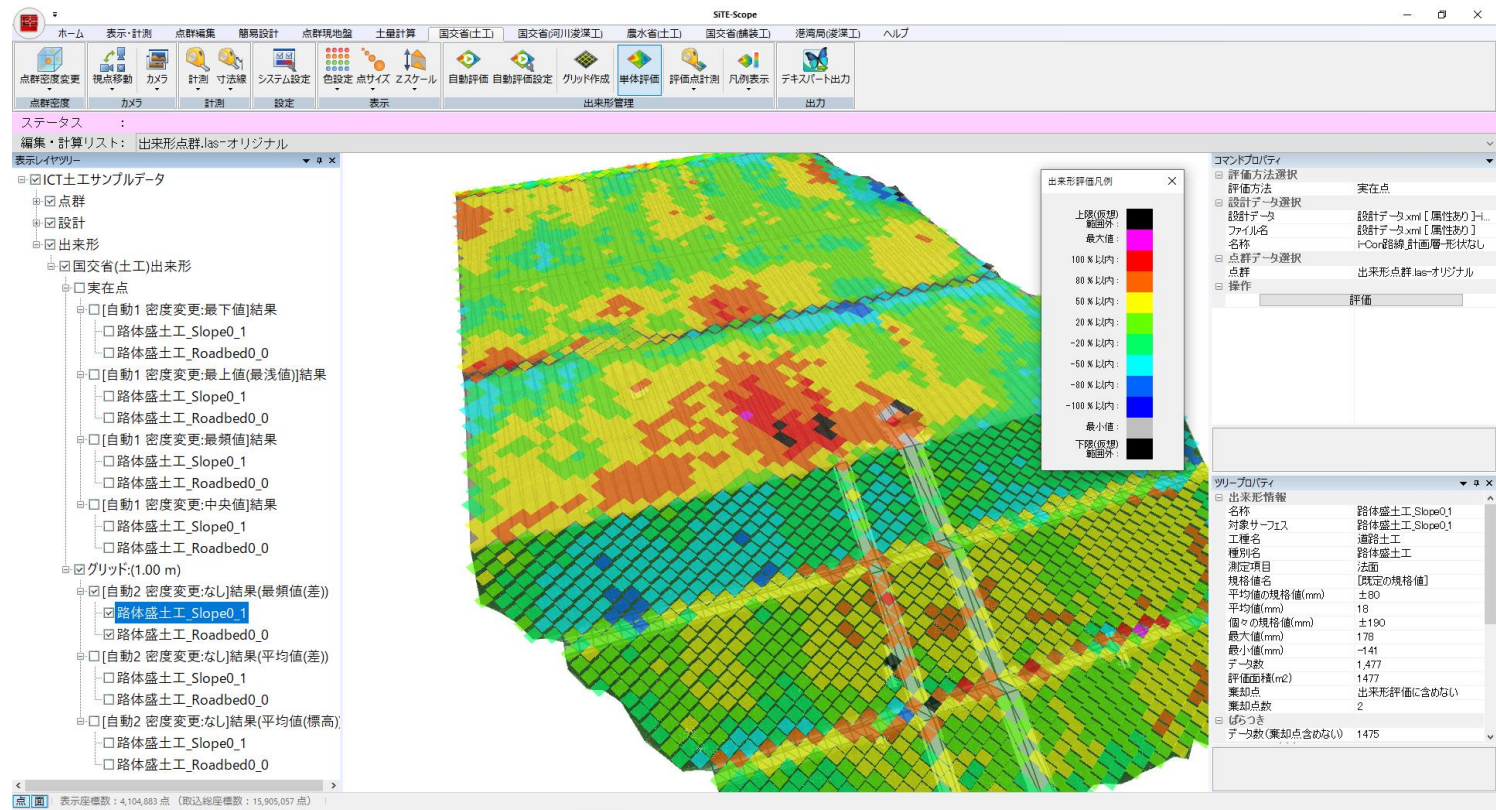 SiTE-Scope
ホーム 表示・計測 点群編集 簡易設計 点群現地盤 土量計算 国交省(土工) 国交省(河川浚渫工) 農水省(土工) 国交省(舗装工) 港湾局(浚渫工) ヘルプ
点群密度変更 視点移動 カメラ 計測 寸法線 システム設定 色設定 点サイズ Zスケール 自動評価 自動評価設定 グリッド作成 単体評価 評価点計測 凡例表示 テキスパート出力
点群密度 カメラ 計測 設定 表示 出来形管理 出力
ステータス :
編集・計算リスト: 出来形点群.las-オリジナル
表示レイヤツリー
ICT土工サンプルデータ
点群
設計
出来形
国交省(土工)出来形
実在点
[自動1 密度変更:最下値]結果
路体盛土工_Slope0_1
路体盛土工_Roadbed0_0
[自動1 密度変更:最上値(最浅値)]結果
路体盛土工_Slope0_1
路体盛土工_Roadbed0_0
[自動1 密度変更:最頻値]結果
路体盛土工_Slope0_1
路体盛土工_Roadbed0_0
[自動1 密度変更:中央値]結果
路体盛土工_Slope0_1
路体盛土工_Roadbed0_0
グリッド:(1.00 m)
[自動2 密度変更:なし]結果(最頻値(差))
路体盛土工_Slope0_1
路体盛土工_Roadbed0_0
[自動2 密度変更:なし]結果(平均値(差))
路体盛土工_Slope0_1
路体盛土工_Roadbed0_0
[自動2 密度変更:なし]結果(平均値(標高)
路体盛土工_Slope0_1
路体盛土工_Roadbed0_0
出来形評価凡例
上限(仮想)
範囲外:
最大値:
100 % 以内:
80 % 以内:
50 % 以内:
20 % 以内:
-20 % 以内:
-50 % 以内:
-80 % 以内:
-100 % 以内:
最小値:
下限(仮想)
範囲外:
コマンドプロパティ
評価方法選択
評価方法 実在点
設計データ選択
設計データ 設計データ.xml [ 属性あり ]-i...
ファイル名 設計データ.xml [ 属性あり ]
名称 i-Con路線_計画層-形状なし
点群データ選択
点群 出来形点群.las-オリジナル
操作
評価
ツリープロパティ
出来形情報
名称 路体盛土工_Slope0_1
対象サーフェス 路体盛土工_Slope0_1
工種名 道路土工
種別名 路体盛土工
測定項目 法面
規格値名 [既定の規格値]
平均値の規格値(mm) ±80
平均値(mm) 18
個々の規格値(mm) ±190
最大値(mm) 178
最小値(mm) -141
データ数 1,477
評価面積(m2) 1477
棄却点 出来形評価に含めない
棄却点数 2
ばらつき
データ数(棄却点含めない) 1475
点 面 表示座標数:4,104,883 点 (取込総座標数:15,905,057 点)